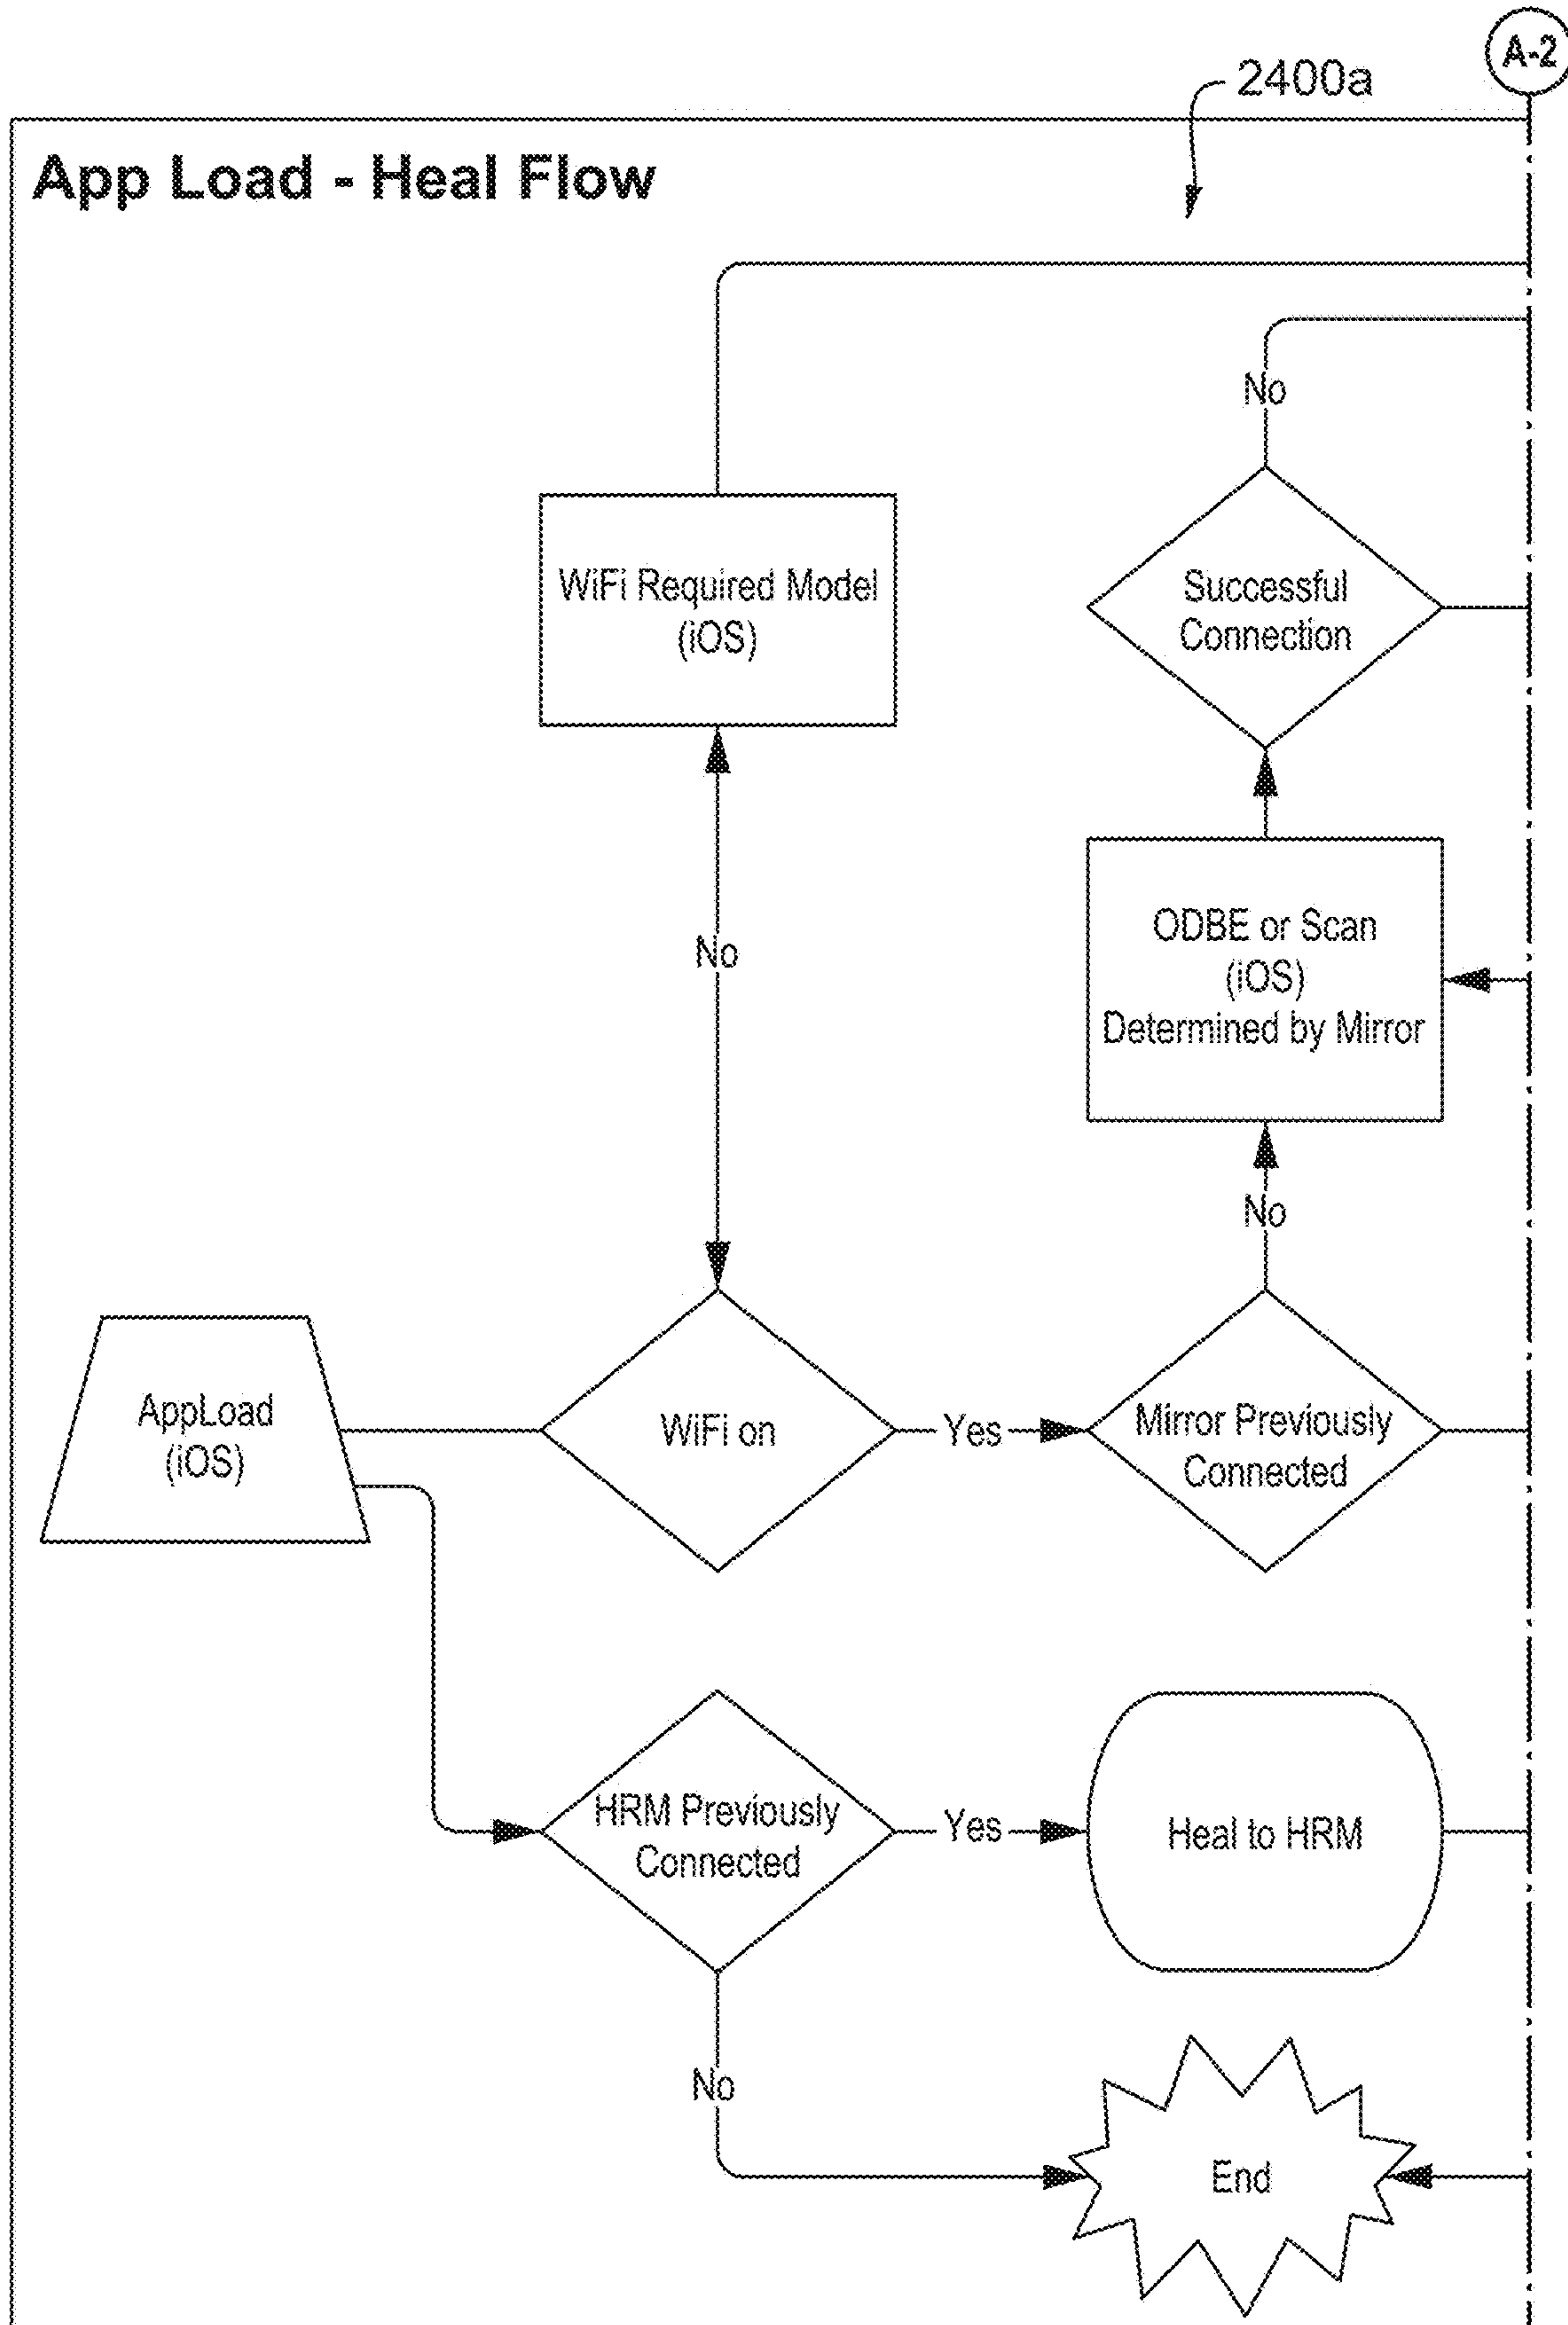 A-2
2400a
App Load - Heal Flow
No
WiFi Required Model
(iOS)
Successful
Connection
No
ODBE or Scan
(iOS)
Determined by Mirror
No
AppLoad
(iOS)
WiFi on
Yes
Mirror Previously
Connected
HRM Previously
Connected
Yes
Heal to HRM
No
End